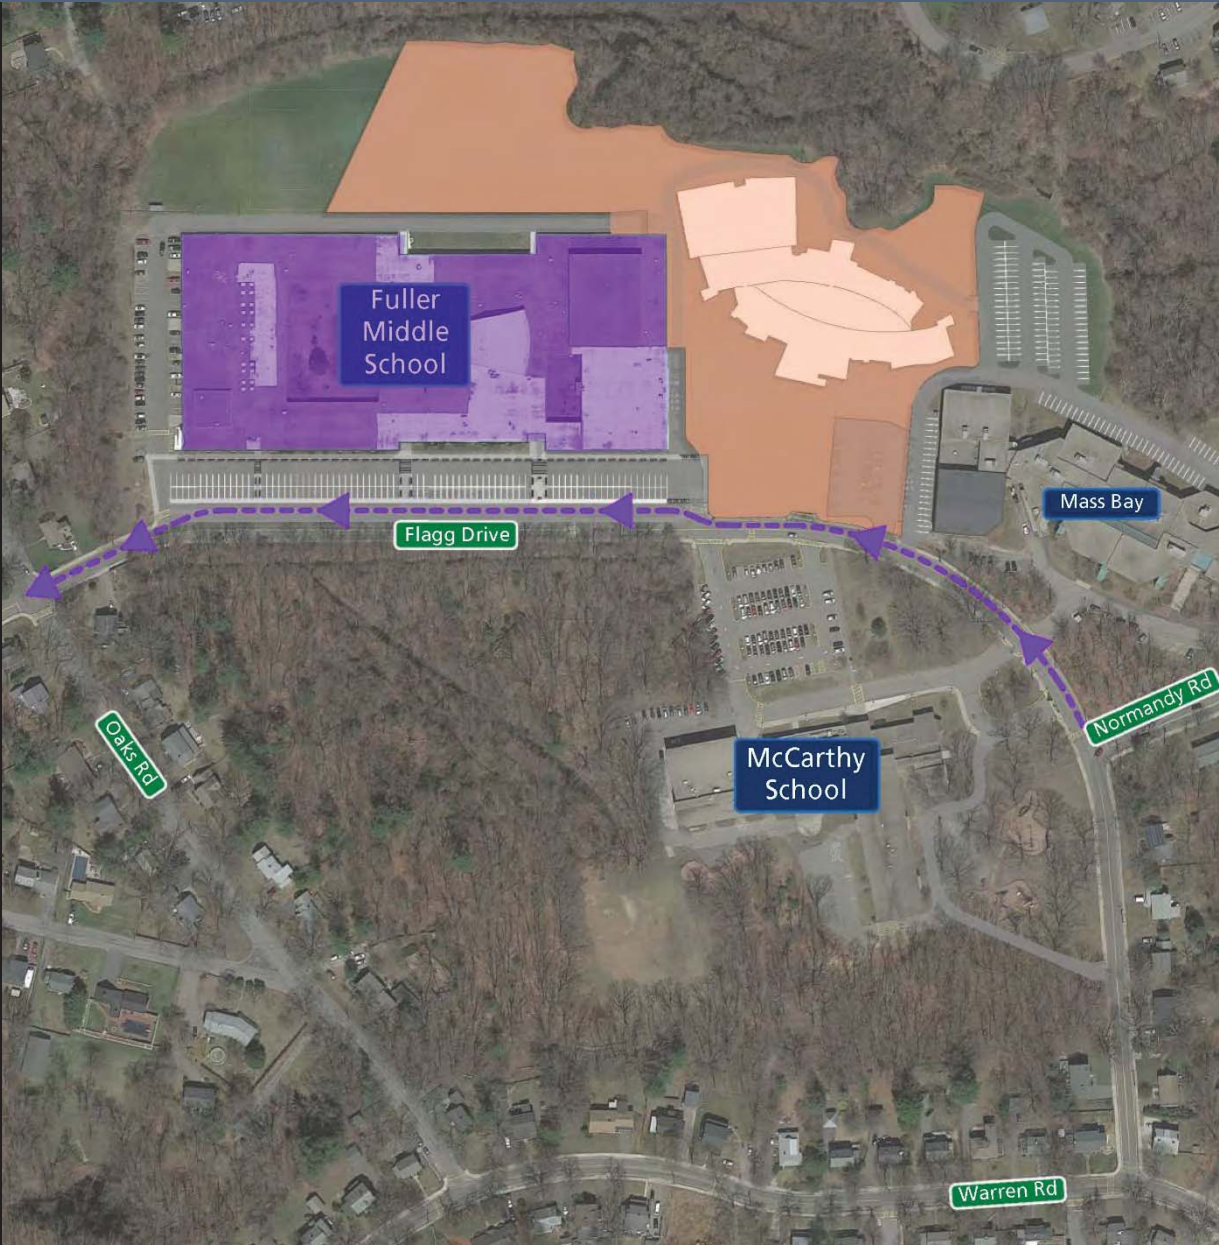 Fuller
Middle
School
Mass Bay
Flagg Drive
Normandy Rd
Oaks Rd
McCarthy
School
Warren Rd